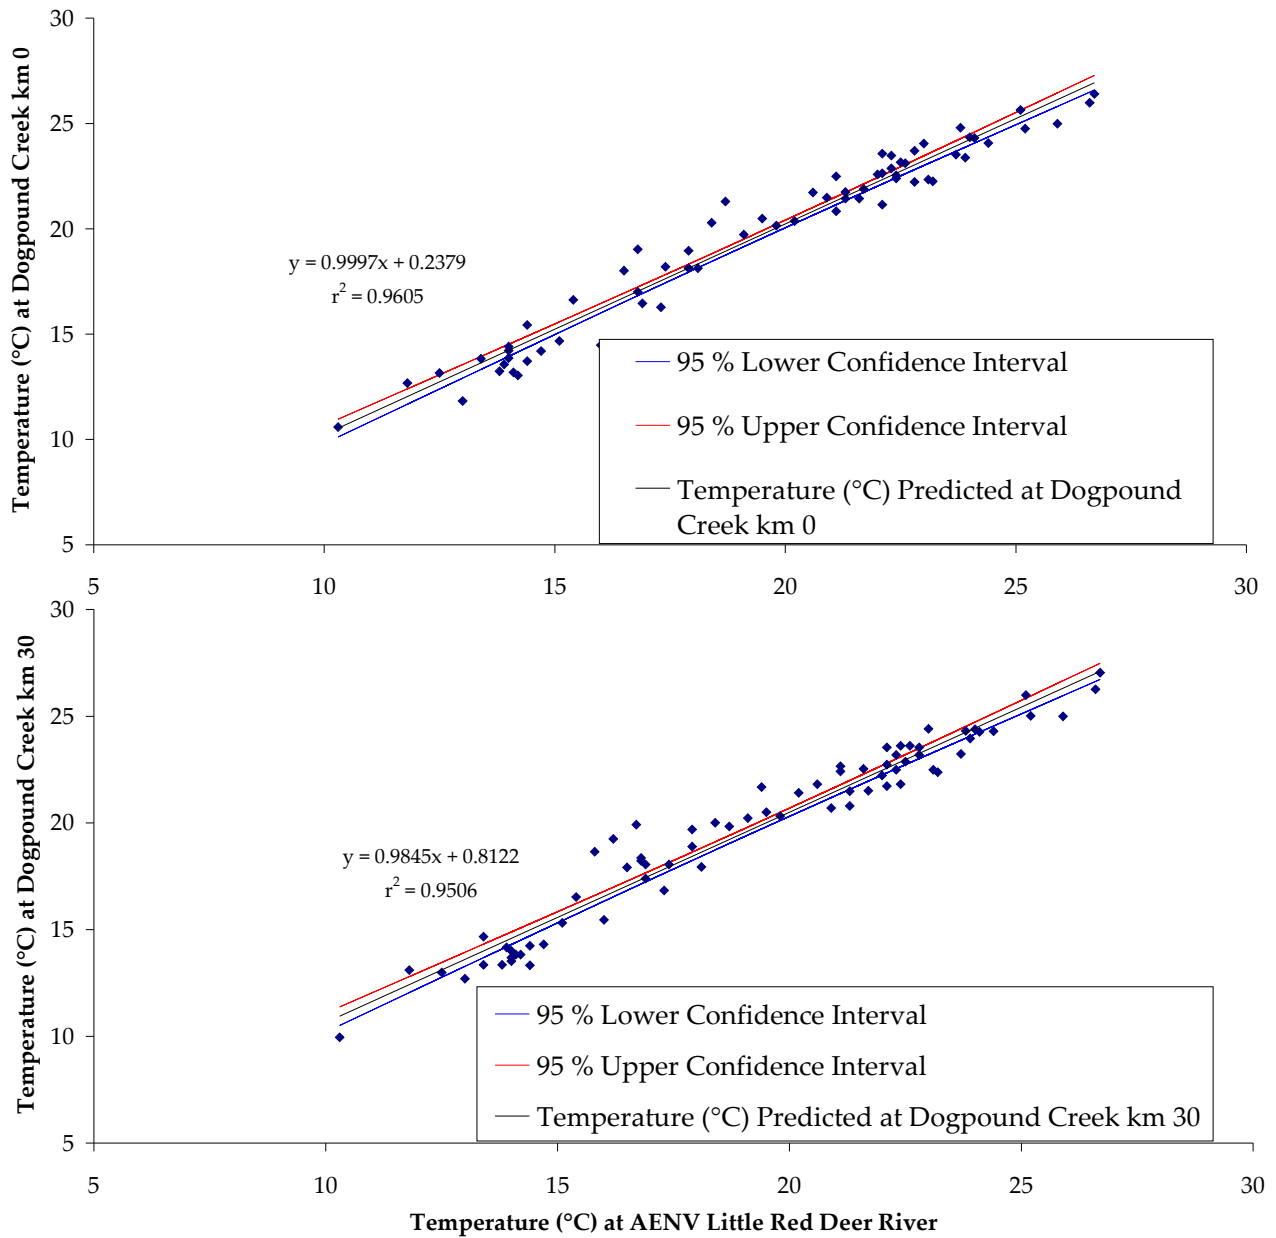 30
25
20
15
10
5
Temperature (°C) at Dogpound Creek km 0
y = 0.9997x + 0.2379
r² = 0.9605
95 % Lower Confidence Interval
95 % Upper Confidence Interval
Temperature (°C) Predicted at Dogpound
Creek km 0
5 10 15 20 25 30
30
25
20
15
10
5
Temperature (°C) at Dogpound Creek km 30
y = 0.9845x + 0.8122
r² = 0.9506
95 % Lower Confidence Interval
95 % Upper Confidence Interval
Temperature (°C) Predicted at Dogpound Creek km 30
5 10 15 20 25 30
Temperature (°C) at AENV Little Red Deer River